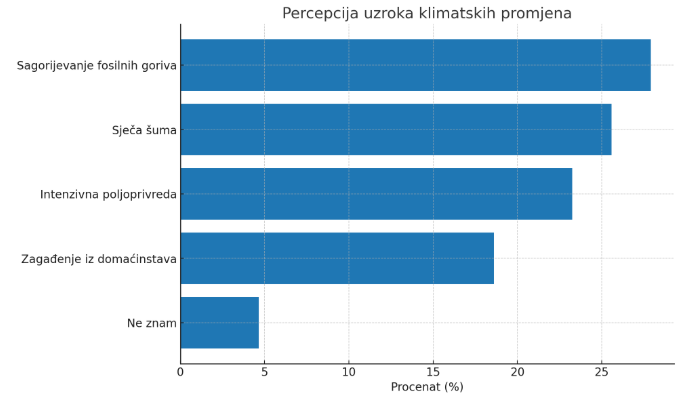 Percepcija uzroka klimatskih promjena
Sagorijevanje fosilnih goriva
Sječa šuma
Intenzivna poljoprivreda
Zagađenje iz domaćinstava
Ne znam
0 5 10 15 20 25
Procenat (%)